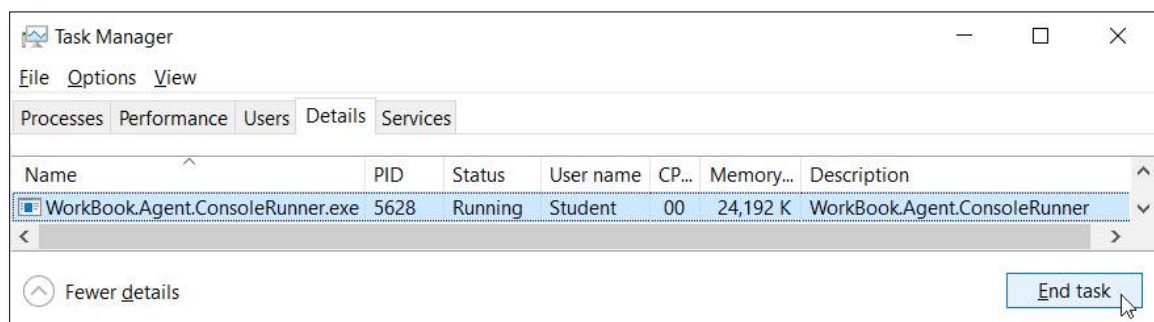 Task Manager
File Options View
Processes Performance Users Details Services
Name PID Status User name CP... Memory... Description
WorkBook.Agent.ConsoleRunner.exe 5628 Running Student 00 24,192 K WorkBook.Agent.ConsoleRunner
Fewer details End task